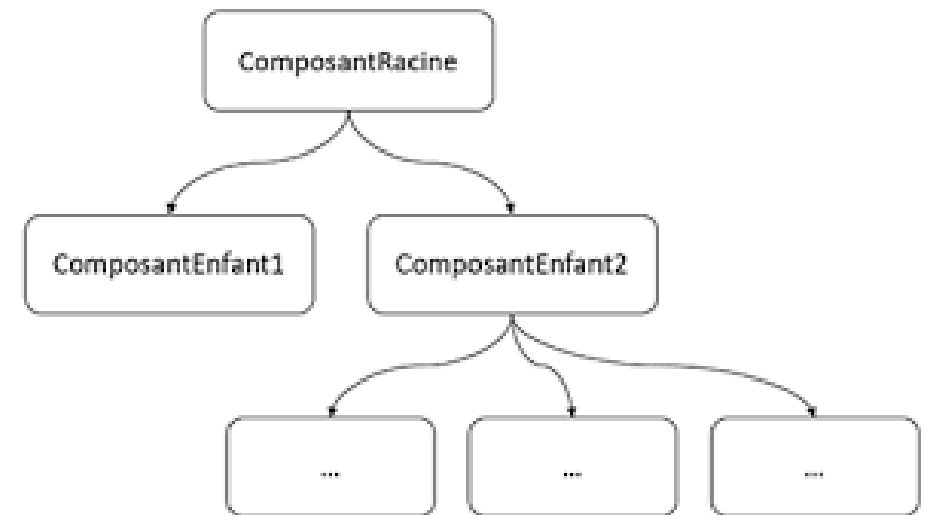 ComposantRacine
ComposantEnfant1
ComposantEnfant2
...
...
...